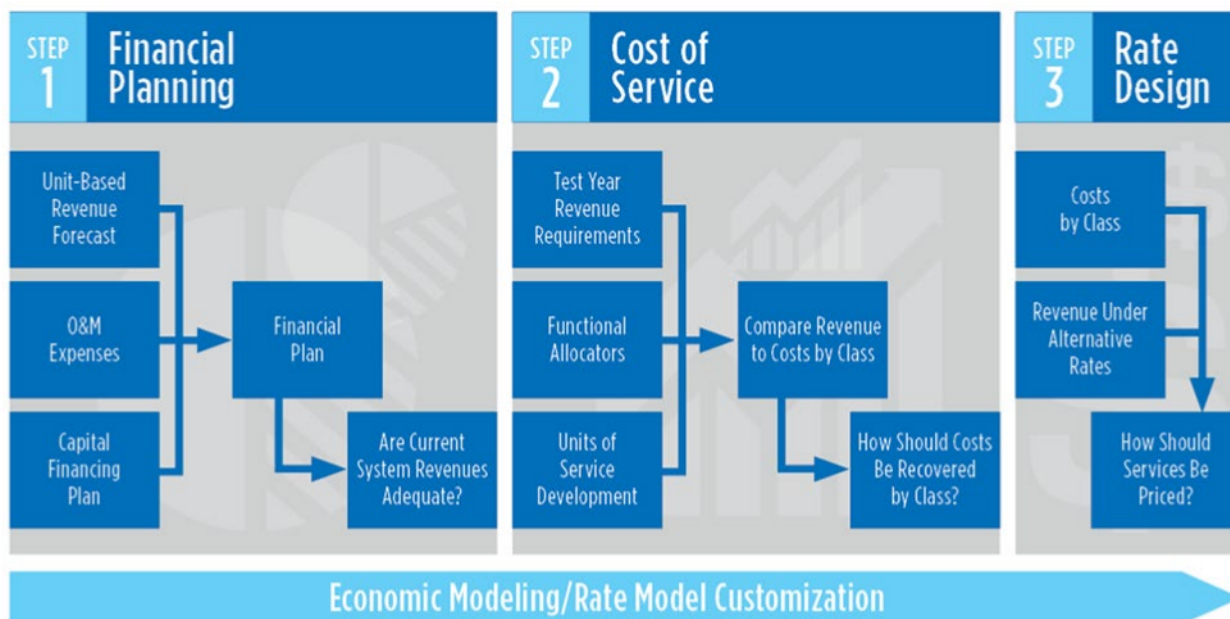 STEP
1
Financial
Planning
Unit-Based
Revenue
Forecast
O&M
Expenses
Capital
Financing
Plan
Financial
Plan
Are Current
System Revenues
Adequate?
STEP
2
Cost of
Service
Test Year
Revenue
Requirements
Functional
Allocators
Units of
Service
Development
Compare Revenue
to Costs by Class
How Should Costs
Be Recovered
by Class?
STEP
3
Rate
Design
Costs
by Class
Revenue Under
Alternative
Rates
How Should
Services Be
Priced?
Economic Modeling/Rate Model Customization